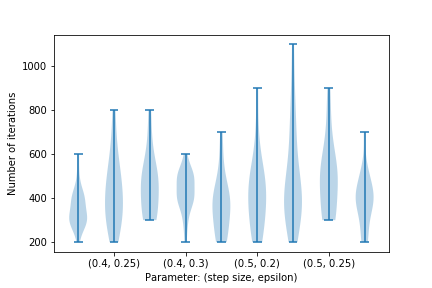 1000
800
600
400
200
Number of iterations
(0.4, 0.25) (0.4, 0.3) (0.5, 0.2) (0.5, 0.25)
Parameter: (step size, epsilon)